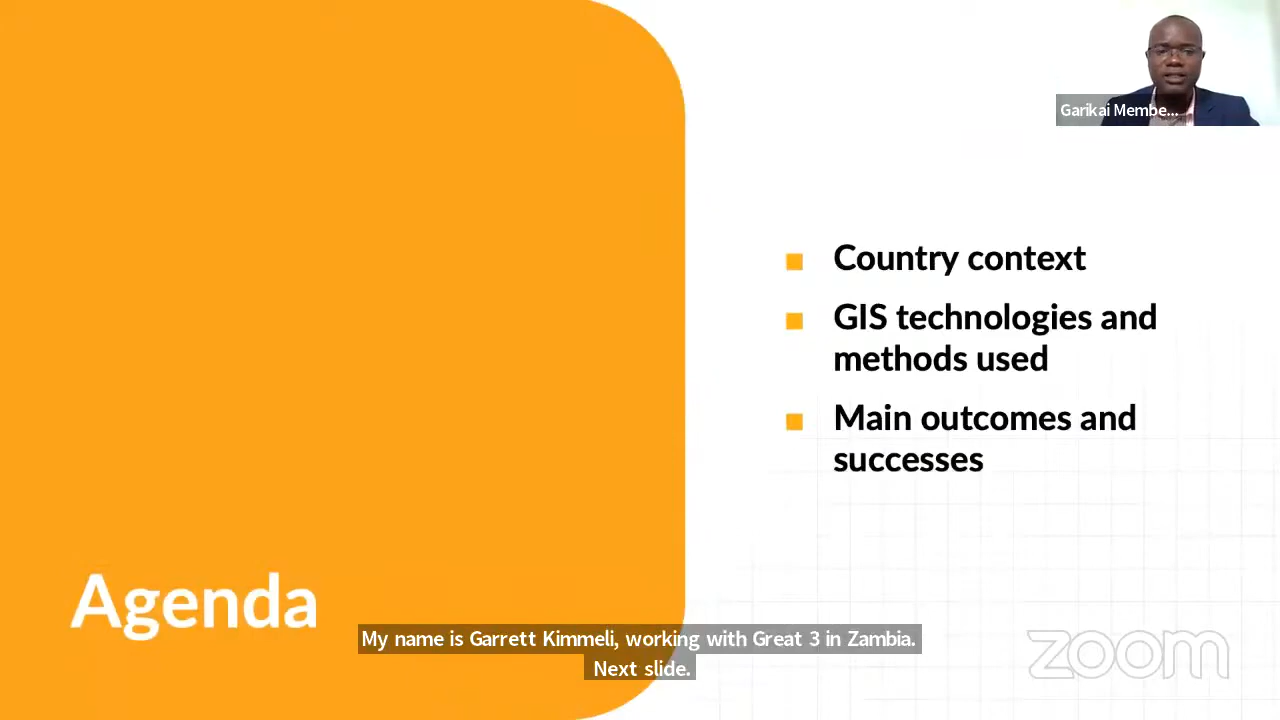 Garikai Membe...
Country context
GIS technologies and
methods used
Main outcomes and
successes
Agenda
My name is Garrett Kimmeli, working with Great 3 in Zambia.
Next slide.
zoom